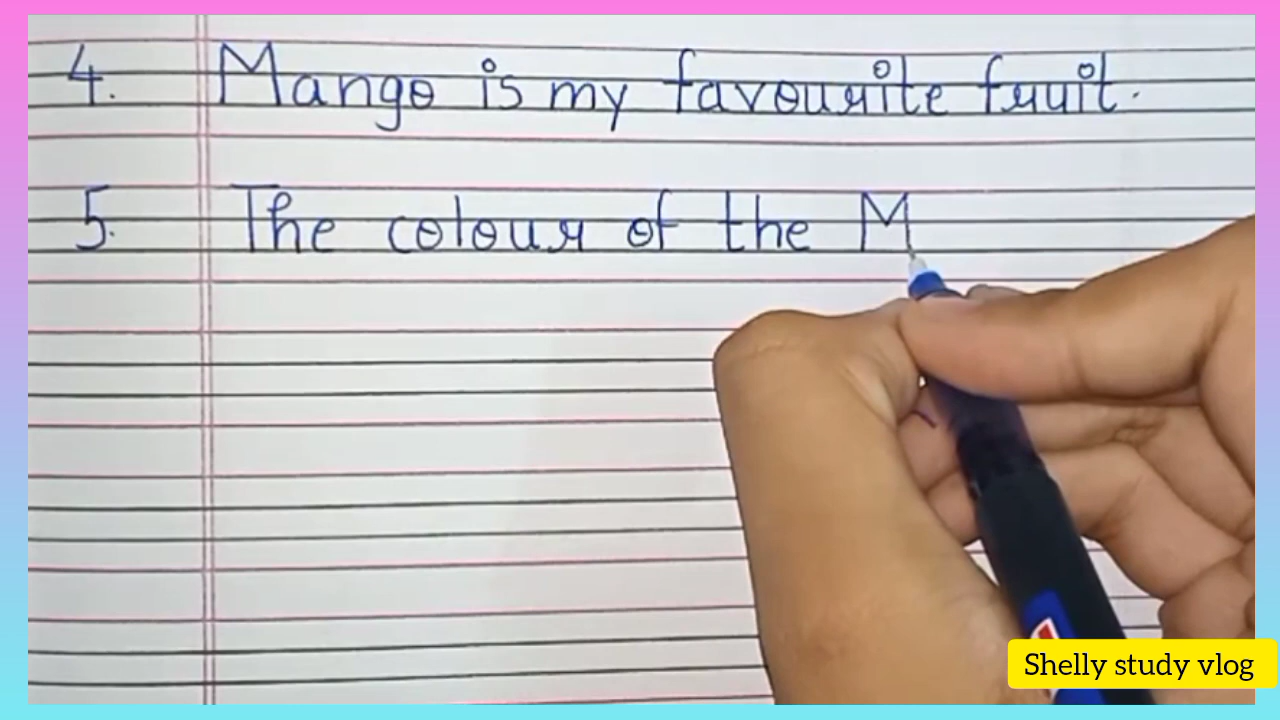 4. Mango is my favourite fruit.
5. The colour of the M
Shelly study vlog